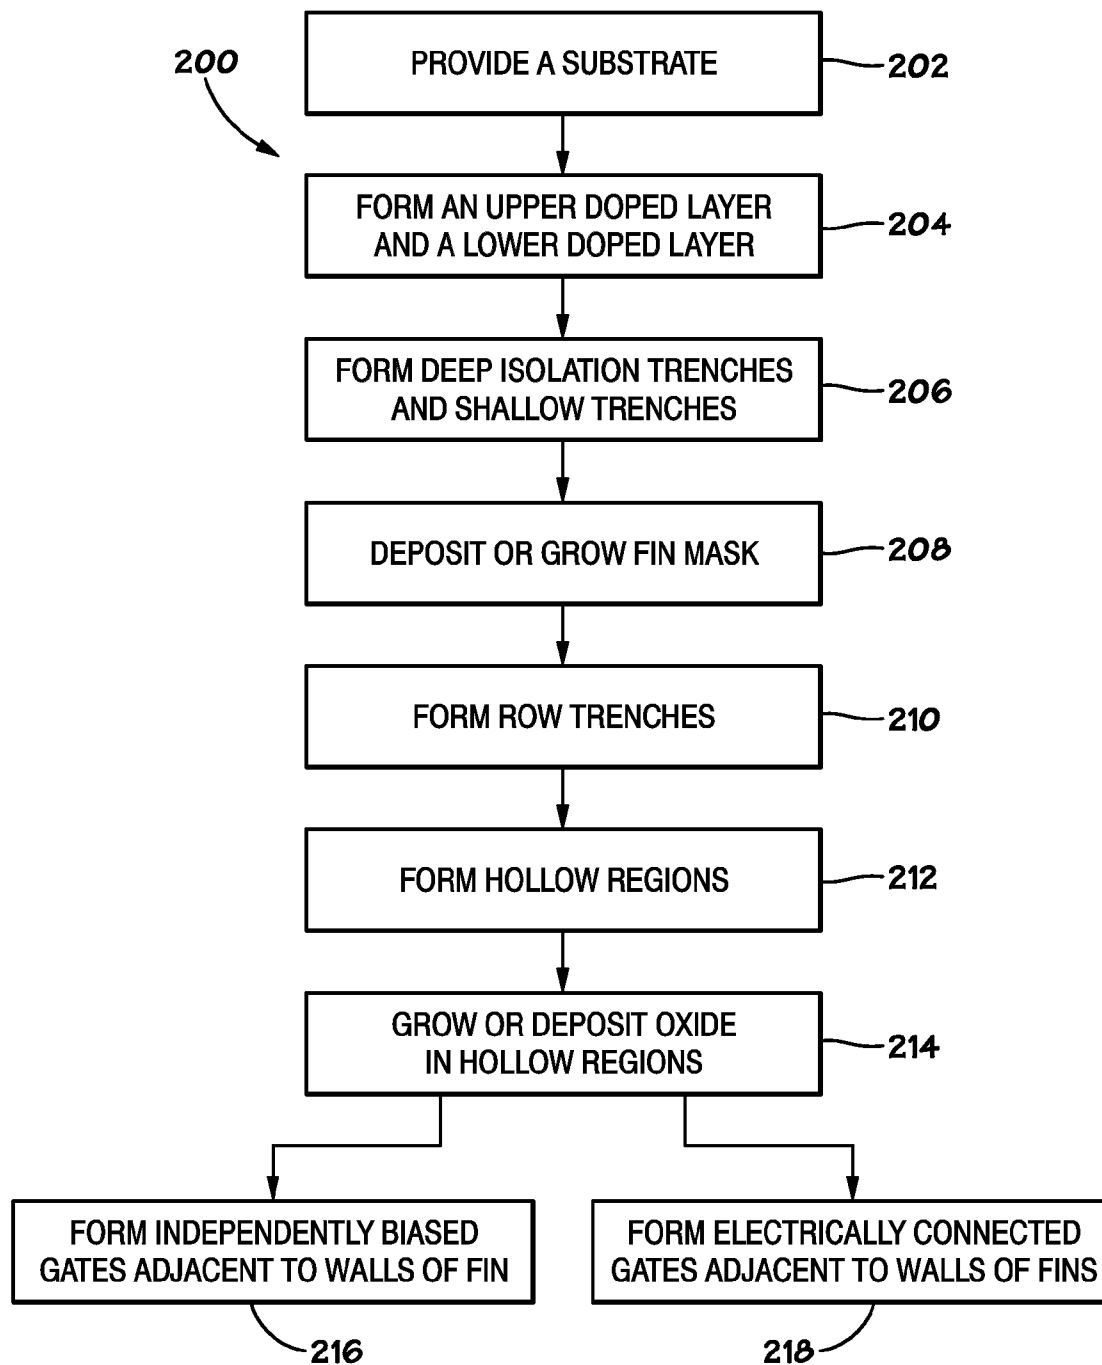 200
PROVIDE A SUBSTRATE
202
FORM AN UPPER DOPED LAYER
AND A LOWER DOPED LAYER
204
FORM DEEP ISOLATION TRENCHES
AND SHALLOW TRENCHES
206
DEPOSIT OR GROW FIN MASK
208
FORM ROW TRENCHES
210
FORM HOLLOW REGIONS
212
GROW OR DEPOSIT OXIDE
IN HOLLOW REGIONS
214
FORM INDEPENDENTLY BIASED
GATES ADJACENT TO WALLS OF FIN
216
FORM ELECTRICALLY CONNECTED
GATES ADJACENT TO WALLS OF FINS
218